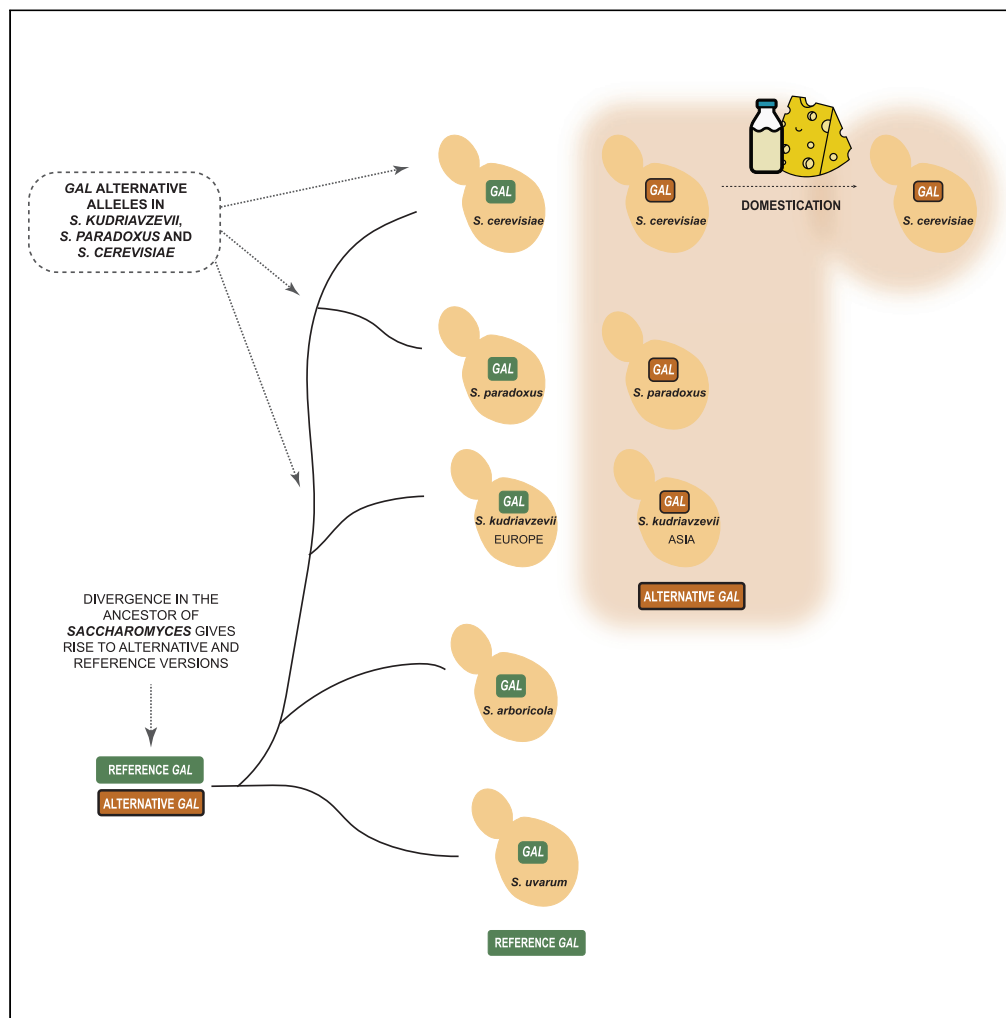 GAL ALTERNATIVE
ALLELES IN
S. KUDRIAVZEVII,
S. PARADOXUS AND
S. CEREVISIAE
GAL
S. cerevisiae
GAL
S. cerevisiae
DOMESTICATION
GAL
S. cerevisiae
GAL
S. paradoxus
GAL
S. paradoxus
GAL
S. kudriavzevii
EUROPE
GAL
S. kudriavzevii
ASIA
ALTERNATIVE GAL
DIVERGENCE IN THE
ANCESTOR OF
SACCHAROMYCES GIVES
RISE TO ALTERNATIVE AND
REFERENCE VERSIONS
GAL
S. arboricola
REFERENCE GAL
ALTERNATIVE GAL
GAL
S. uvarum
REFERENCE GAL